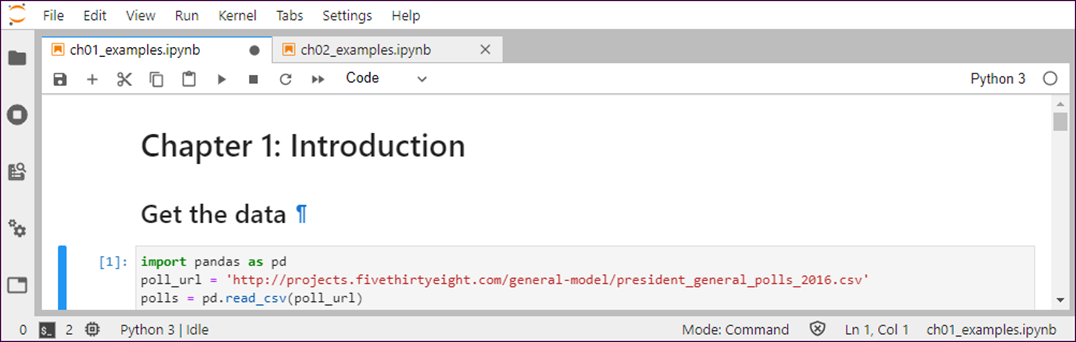 File Edit View Run Kernel Tabs Settings Help
ch01_examples.ipynb ch02_examples.ipynb
Code Python 3
Chapter 1: Introduction
Get the data ¶
[1]: import pandas as pd
poll_url = 'http://projects.fivethirtyeight.com/general-model/president_general_polls_2016.csv'
polls = pd.read_csv(poll_url)
0 $_ 2 Python 3 | Idle Mode: Command Ln 1, Col 1 ch01_examples.ipynb